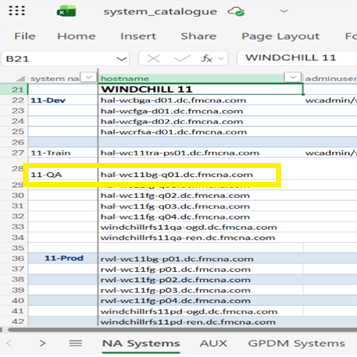 system_catalogue
File Home Insert Share Page Layout Fo
B21 fx WINDCHILL 11
system na hostname adminuser
21 WINDCHILL 11
22 11-Dev hal-wcbga-d01.dc.fmcna.com wcadmin/
23 hal-wcfga-d01.dc.fmcna.com
24 hal-wcfga-d02.dc.fmcna.com
25 hal-wcrfsa-d01.dc.fmcna.com
26
27 11-Train hal-wc11tra-ps01.dc.fmcna.com wcadmin/
28
29 11-QA hal-wc11bg-q01.dc.fmcna.com
30 hal-wc11fg-q01.dc.fmcna.com
31 hal-wc11fg-q02.dc.fmcna.com
30 hal-wc11fg-q03.dc.fmcna.com
32 hal-wc11fg-q04.dc.fmcna.com
33 windchillrfs11qa-ogd.dc.fmcna.com
34 windchillrfs11qa-ren.dc.fmcna.com
35
36 11-Prod rwl-wc11bg-p01.dc.fmcna.com
37 rwl-wc11fg-p01.dc.fmcna.com
38 rwl-wc11fg-p02.dc.fmcna.com
39 rwl-wc11fg-p03.dc.fmcna.com
40 rwl-wc11fg-p04.dc.fmcna.com
41 windchillrfs11pd-ogd.dc.fmcna.com
42 windchillrfs11pd-ren.dc.fmcna.com
NA Systems AUX GPDM Systems